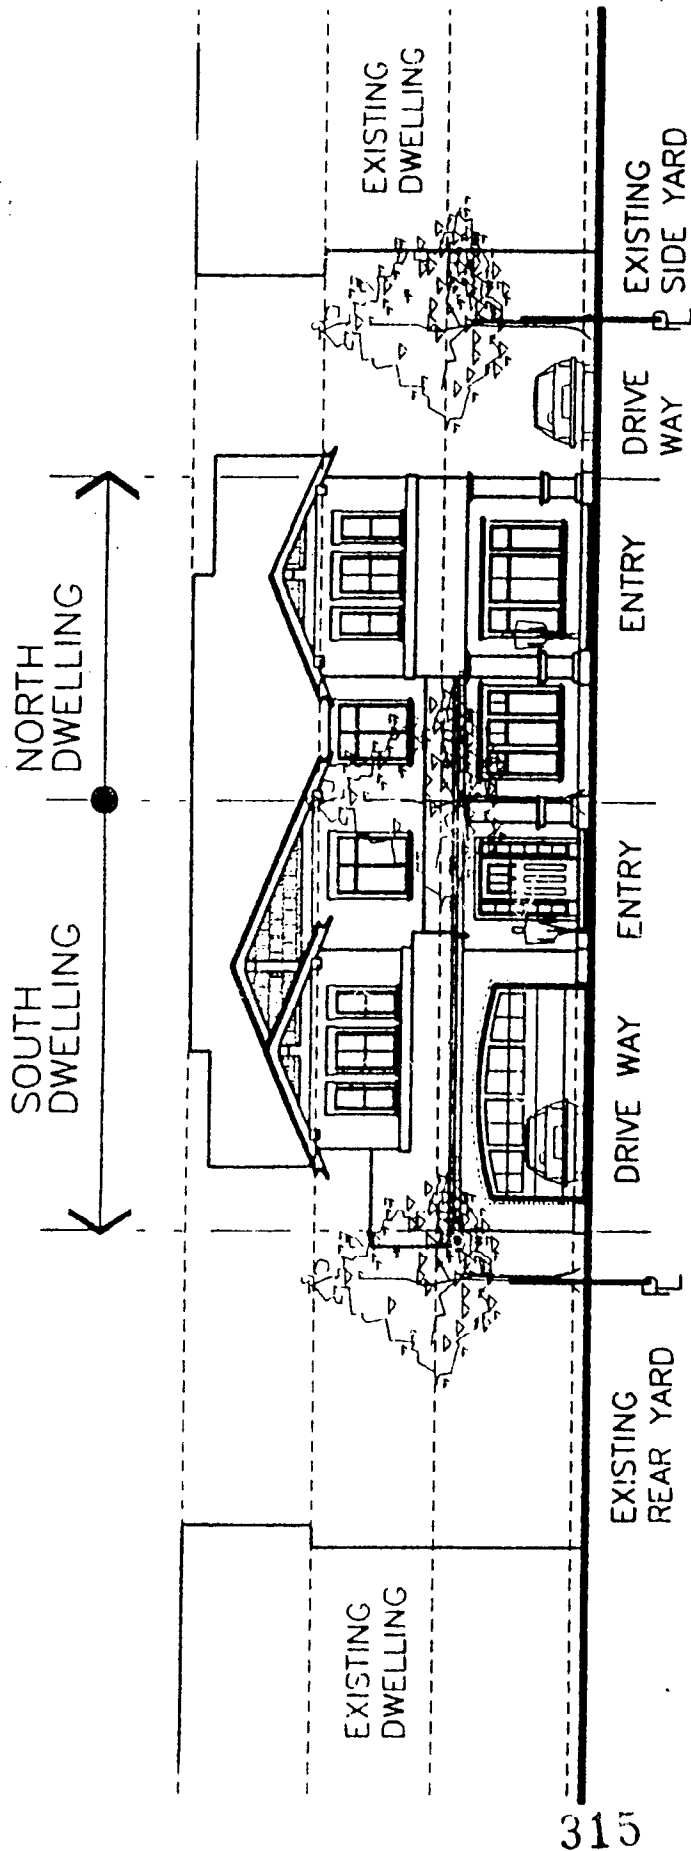 SOUTH
DWELLING
NORTH
DWELLING
EXISTING
DWELLING
EXISTING
DWELLING
EXISTING
REAR YARD
DRIVE WAY
ENTRY
ENTRY
DRIVE
WAY
EXISTING
SIDE YARD
315